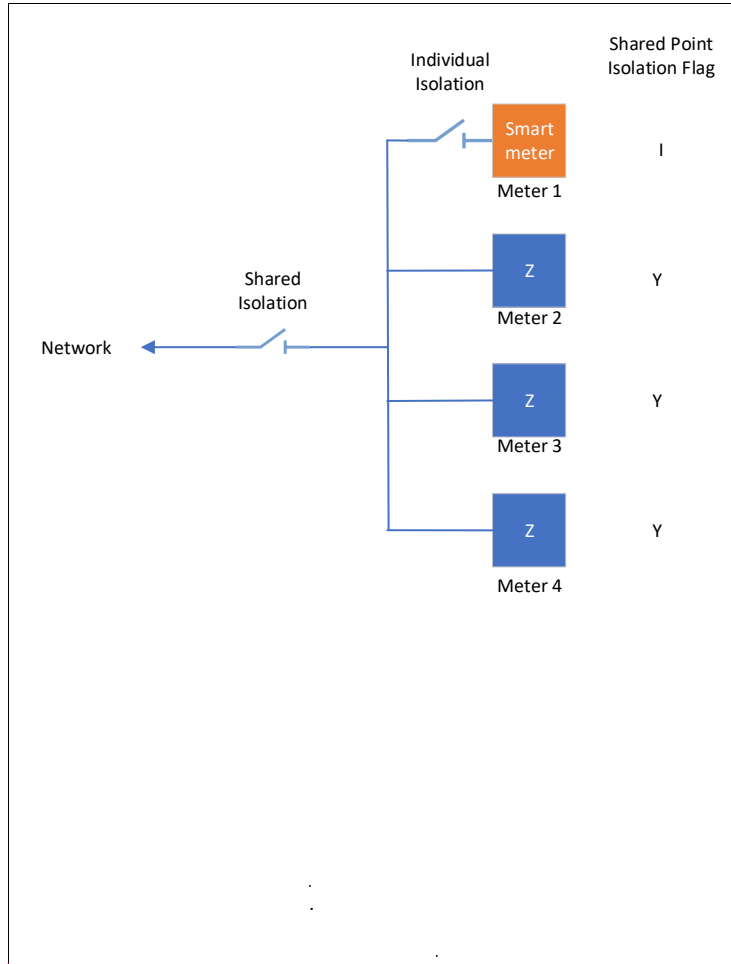 Shared Point
Isolation Flag
Individual
Isolation
Smart
meter
I
Meter 1
Z
Y
Meter 2
Shared
Isolation
Network
Z
Y
Meter 3
Z
Y
Meter 4